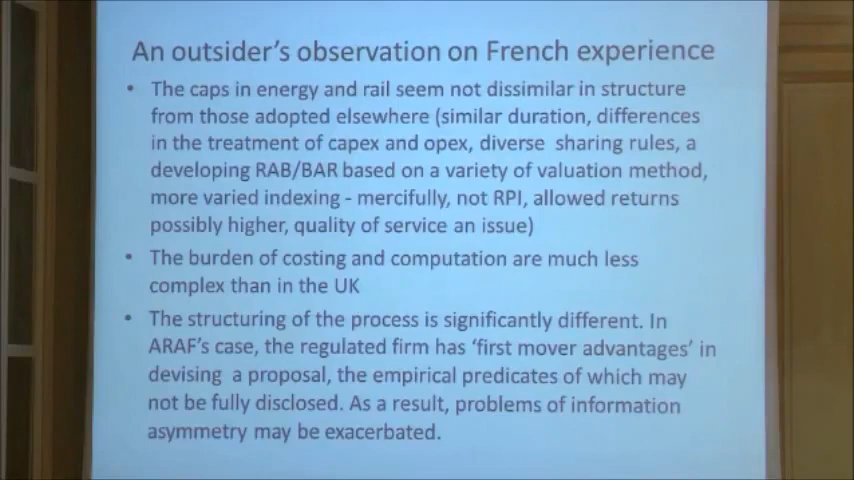 An outsider's observation on French experience
• The caps in energy and rail seem not dissimilar in structure
from those adopted elsewhere (similar duration, differences
in the treatment of capex and opex, diverse sharing rules, a
developing RAB/BAR based on a variety of valuation method,
more varied indexing - mercifully, not RPI, allowed returns
possibly higher, quality of service an issue)
• The burden of costing and computation are much less
complex than in the UK
• The structuring of the process is significantly different. In
ARAF's case, the regulated firm has 'first mover advantages' in
devising a proposal, the empirical predicates of which may
not be fully disclosed. As a result, problems of information
asymmetry may be exacerbated.